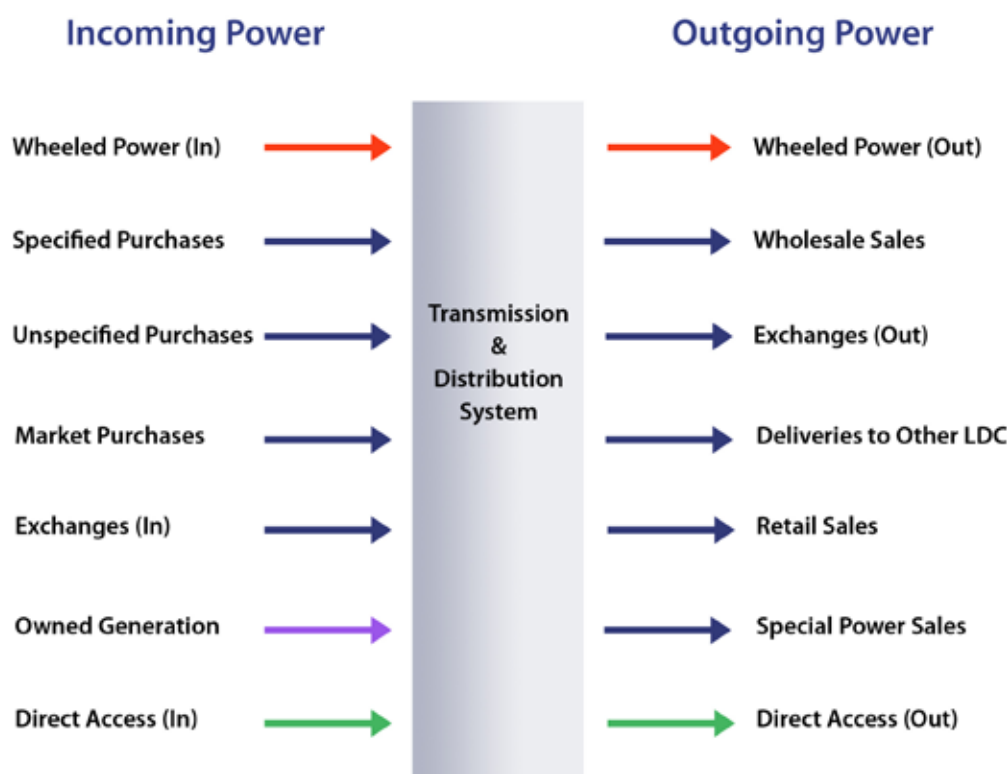 Incoming Power
Outgoing Power
Wheeled Power (In)
Wheeled Power (Out)
Specified Purchases
Wholesale Sales
Unspecified Purchases
Transmission
&
Distribution
System
Exchanges (Out)
Market Purchases
Deliveries to Other LDC
Exchanges (In)
Retail Sales
Owned Generation
Special Power Sales
Direct Access (In)
Direct Access (Out)